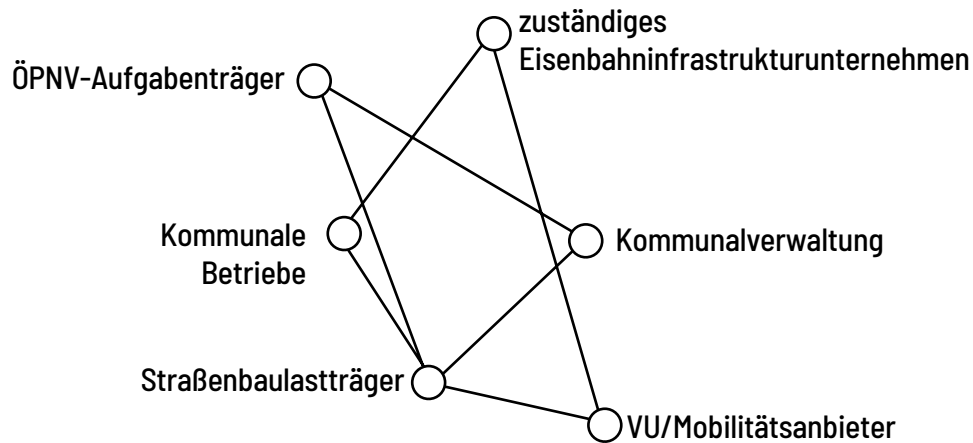 zuständiges
Eisenbahninfrastrukturunternehmen
ÖPNV-Aufgabenträger
Kommunale
Betriebe
Kommunalverwaltung
Straßenbaulastträger
VU/Mobilitätsanbieter